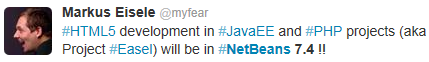 Markus Eisele @myfear
#HTML5 development in #JavaEE and #PHP projects (aka
Project #Easel) will be in #NetBeans 7.4 !!